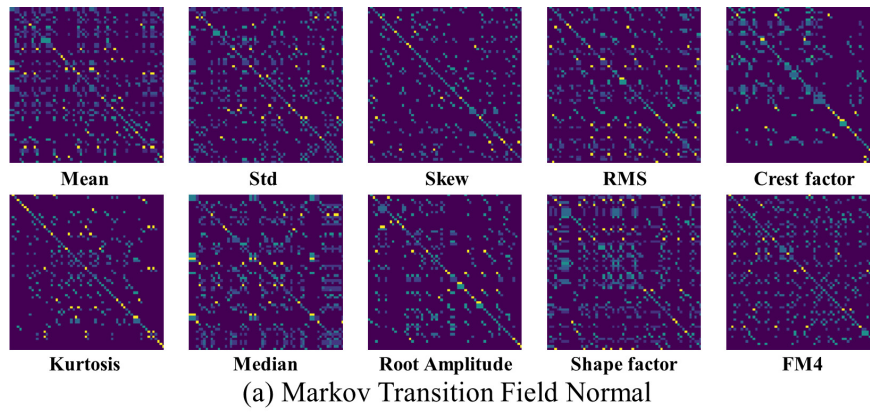 Mean Std Skew RMS Crest factor
Kurtosis Median Root Amplitude Shape factor FM4
(a) Markov Transition Field Normal